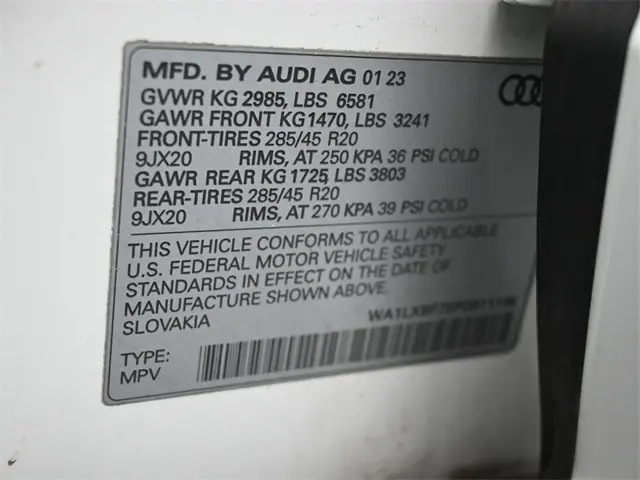 MFD. BY AUDI AG 01 23
GVWR KG 2985, LBS 6581
GAWR FRONT KG1470, LBS 3241
FRONT-TIRES 285/45 R20
9JX20 RIMS, AT 250 KPA 36 PSI COLD
GAWR REAR KG 1725, LBS 3803
REAR-TIRES 285/45 R20
9JX20 RIMS, AT 270 KPA 39 PSI COLD
THIS VEHICLE CONFORMS TO ALL APPLICABLE
U.S. FEDERAL MOTOR VEHICLE SAFETY
STANDARDS IN EFFECT ON THE DATE OF
MANUFACTURE SHOWN ABOVE.
SLOVAKIA
TYPE:
MPV